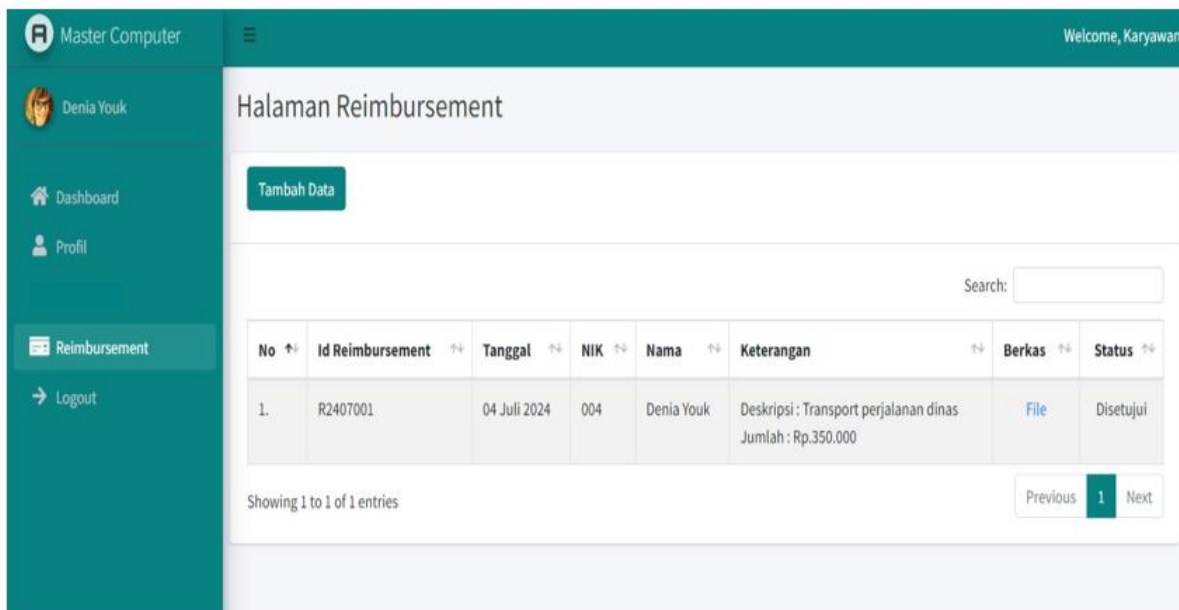 Master Computer
Welcome, Karyawan
Denia Youk
Halaman Reimbursement
Tambah Data
Dashboard
Profil
Reimbursement
Logout
Search:
No Id Reimbursement Tanggal NIK Nama Keterangan Berkas Status
1. R2407001 04 Juli 2024 004 Denia Youk Deskripsi : Transport perjalanan dinas File Disetujui
Jumlah : Rp.350.000
Showing 1 to 1 of 1 entries
Previous 1 Next